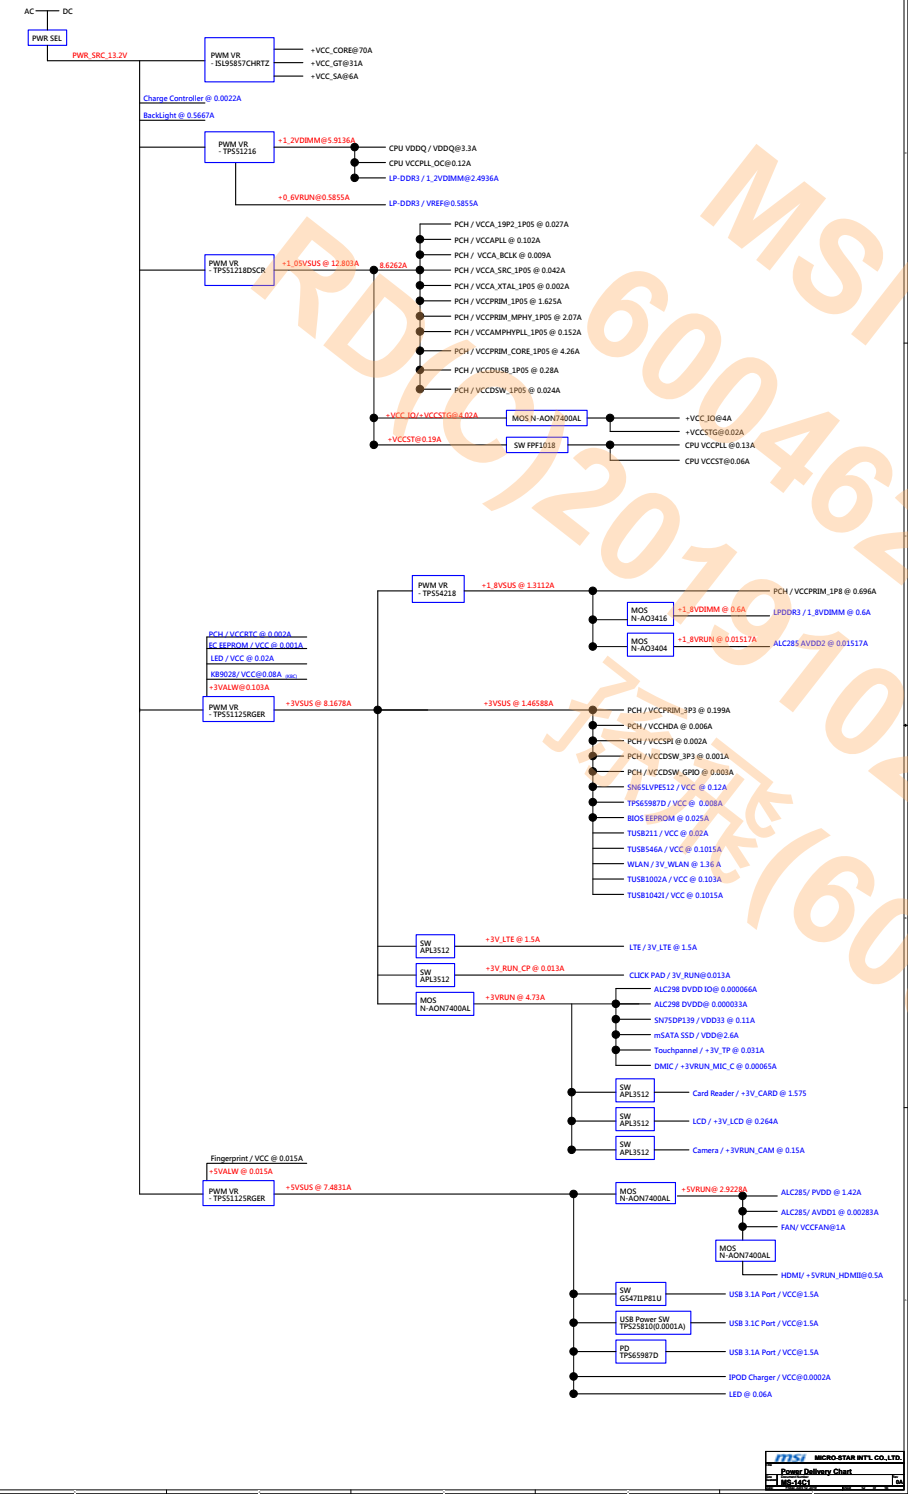 AC DC
PWR SEL
PWR_SRC_13.2V
PWM VR
- ISL95857CHRTZ
+VCC_CORE@70A
+VCC_GT@31A
+VCC_SA@6A
Charge Controller @ 0.0022A
BackLight @ 0.5667A
PWM VR
- TPS51216
+1_2VDIMM@5.9136A
CPU VDDQ / VDDQ@3.3A
CPU VCCPLL_OC@0.12A
LP-DDR3 / 1_2VDIMM@2.4936A
+0_6VRUN@0.5855A
LP-DDR3 / VREF@0.5855A
PWM VR
- TPS51218DSCR
+1_05VSUS @ 12.803A
8.6262A
PCH / VCCA_19P2_1P05 @ 0.027A
PCH / VCCAPLL @ 0.102A
PCH / VCCA_BCLK @ 0.009A
PCH / VCCA_SRC_1P05 @ 0.042A
PCH / VCCA_XTAL_1P05 @ 0.002A
PCH / VCCPRIM_1P05 @ 1.625A
PCH / VCCPRIM_MPHY_1P05 @ 2.07A
PCH / VCCAMPHYPLL_1P05 @ 0.152A
PCH / VCCPRIM_CORE_1P05 @ 4.26A
PCH / VCCDUSB_1P05 @ 0.28A
PCH / VCCDSW_1P05 @ 0.024A
+VCC_IO/+VCCSTG@4.02A
MOS N-AON7400AL
+VCC_IO@4A
+VCCSTG@0.02A
+VCCST@0.19A
SW FPF1018
CPU VCCPLL @0.13A
CPU VCCST@0.06A
PWM VR
- TPS54218
+1_8VSUS @ 1.3112A
PCH / VCCPRIM_1P8 @ 0.696A
MOS
N-AO3416
+1_8VDIMM @ 0.6A
LPDDR3 / 1_8VDIMM @ 0.6A
MOS
N-AO3404
+1_8VRUN @ 0.01517A
ALC285 AVDD2 @ 0.01517A
PCH / VCCRTC @ 0.002A
EC EEPROM / VCC @ 0.001A
LED / VCC @ 0.02A
KB9028/ VCC@0.08A (KBC)
+3VALW@0.103A
PWM VR
- TPS51125RGER
+3VSUS @ 8.1678A
+3VSUS @ 1.46588A
PCH / VCCPRIM_3P3 @ 0.199A
PCH / VCCHDA @ 0.006A
PCH / VCCSPI @ 0.002A
PCH / VCCDSW_3P3 @ 0.001A
PCH / VCCDSW_GPIO @ 0.003A
SN65LVPE512 / VCC @ 0.12A
TPS65987D / VCC @ 0.008A
BIOS EEPROM @ 0.025A
TUSB211 / VCC @ 0.02A
TUSB546A / VCC @ 0.1015A
WLAN / 3V_WLAN @ 1.36 A
TUSB1002A / VCC @ 0.103A
TUSB1042I / VCC @ 0.1015A
SW
APL3512
+3V_LTE @ 1.5A
LTE / 3V_LTE @ 1.5A
SW
APL3512
+3V_RUN_CP @ 0.013A
CLICK PAD / 3V_RUN@0.013A
MOS
N-AON7400AL
+3VRUN @ 4.73A
ALC298 DVDD IO@ 0.000066A
ALC298 DVDD@ 0.000033A
SN75DP139 / VDD33 @ 0.11A
mSATA SSD / VDD@2.6A
Touchpannel / +3V_TP @ 0.031A
DMIC / +3VRUN_MIC_C @ 0.00065A
SW
APL3512
Card Reader / +3V_CARD @ 1.575
SW
APL3512
LCD / +3V_LCD @ 0.264A
SW
APL3512
Camera / +3VRUN_CAM @ 0.15A
Fingerprint / VCC @ 0.015A
+5VALW @ 0.015A
PWM VR
- TPS51125RGER
+5VSUS @ 7.4831A
MOS
N-AON7400AL
+5VRUN@ 2.9228A
ALC285/ PVDD @ 1.42A
ALC285/ AVDD1 @ 0.00283A
FAN/ VCCFAN@1A
MOS
N-AON7400AL
HDMI/ +5VRUN_HDMII@0.5A
SW
G547I1P81U
USB 3.1A Port / VCC@1.5A
USB Power SW
TPS25810(0.0001A)
USB 3.1C Port / VCC@1.5A
PD
TPS65987D
USB 3.1A Port / VCC@1.5A
IPOD Charger / VCC@0.0002A
LED @ 0.06A
MSI
600462
RD(C)2019102
孫飛(60
msi MICRO-STAR INT'L CO.,LTD.
Power Delivery Chart
MS-14C1
0A